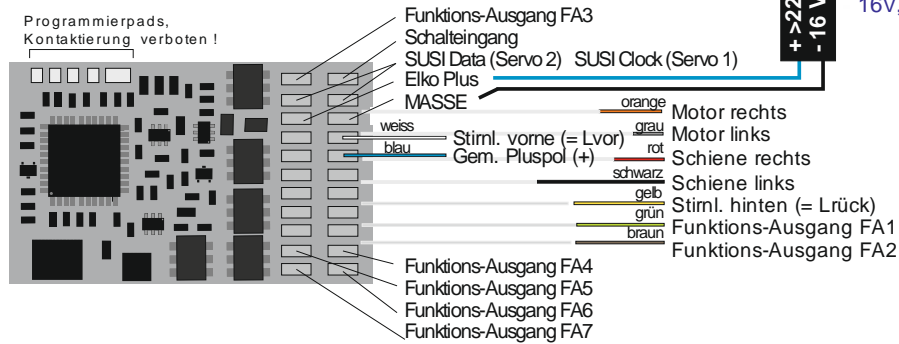 Programmierpads,
Kontaktierung verboten !
Funktions-Ausgang FA3
Schalteingang
SUSI Data (Servo 2) SUSI Clock (Servo 1)
Elko Plus
MASSE
+ >22
- 16 V
16V,
orange
Motor rechts
weiss
Stirnl. vorne (= Lvor)
grau
Motor links
blau
Gem. Pluspol (+)
rot
Schiene rechts
schwarz
Schiene links
gelb
Stirnl. hinten (= Lrück)
grün
Funktions-Ausgang FA1
braun
Funktions-Ausgang FA2
Funktions-Ausgang FA4
Funktions-Ausgang FA5
Funktions-Ausgang FA6
Funktions-Ausgang FA7